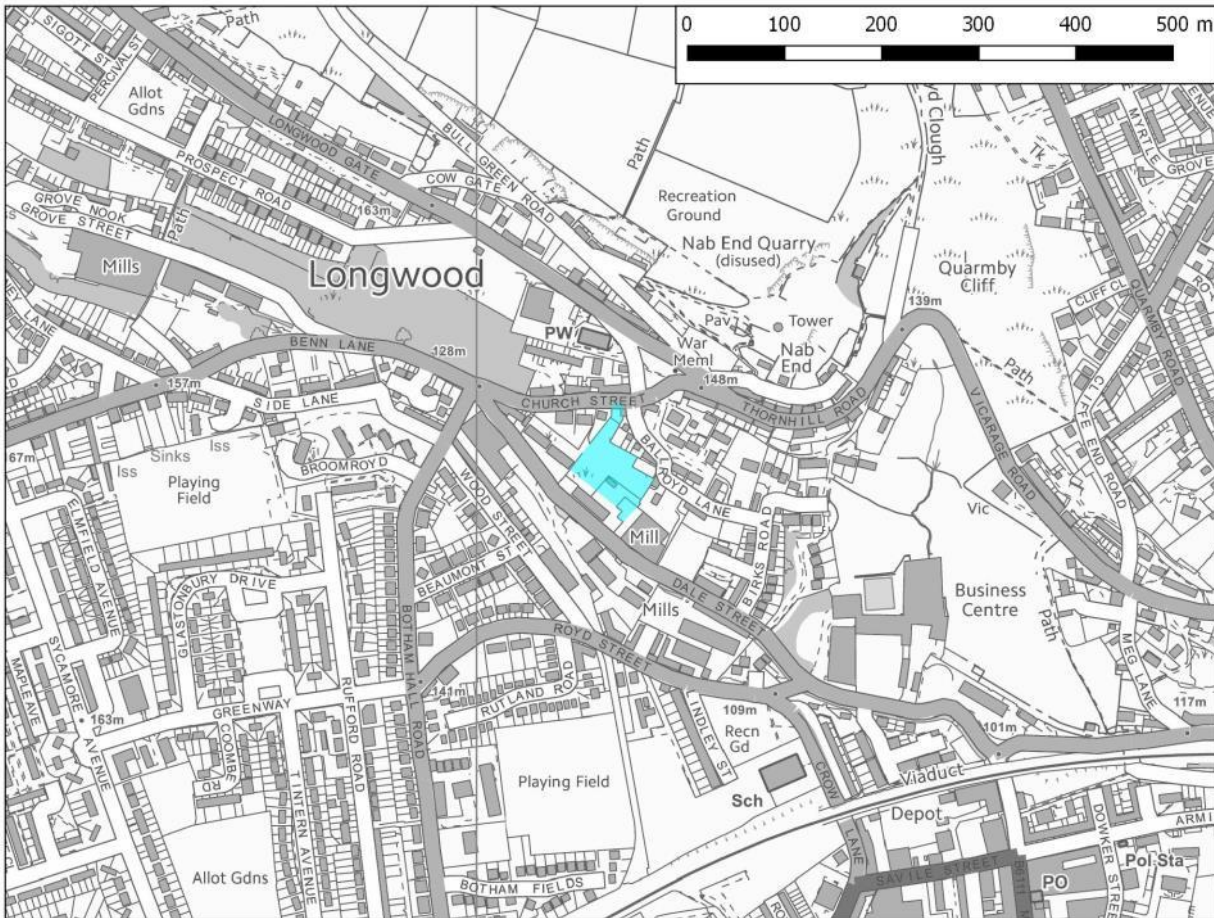 0 100 200 300 400 500 m
Path
SIGOTT ST
PERCIVAL ST
Allot
Gdns
LONGWOOD GATE
BULL GREEN ROAD
COW GATE
PROSPECT ROAD
163m
GROVE NOOK
GROVE STREET
Path
Mills
Longwood
Path
Recreation
Ground
Nab End Quarry
(disused)
Clough
Tk
MYRTLE
GROVE
Quarmby
Cliff
CLIFF CL
QUARMBY ROAD
139m
Path
CLIFF END ROAD
Pav
Tower
Nab
End
War
Meml
148m
PW
BENN LANE
128m
157m
SIDE LANE
CHURCH STREET
THORNHILL ROAD
VICARAGE ROAD
67m
Iss
Sinks
Iss
Playing
Field
BROOMROYD
WOOD STREET
BALLROYD LANE
Mill
BIRKS ROAD
Vic
ELMFIELD AVENUE
GLASTONBURY DRIVE
BEAUMONT ST
DALE STREET
Mills
Business
Centre
Path
MEG LANE
SYCAMORE
AVENUE
MAPLE AVE
163m
GREENWAY
COOMBE
RD
TINTERN AVENUE
RUFFORD ROAD
BOTHAM HALL ROAD
141m
ROYD STREET
RUTLAND ROAD
LINDLEY ST
109m
Recn
Gd
101m
117m
Playing Field
Sch
CROW
LANE
Viaduct
Depot
Allot Gdns
BOTHAM FIELDS
SAVILE STREET
B6111
PO
DOWKER STREET
Pol Sta